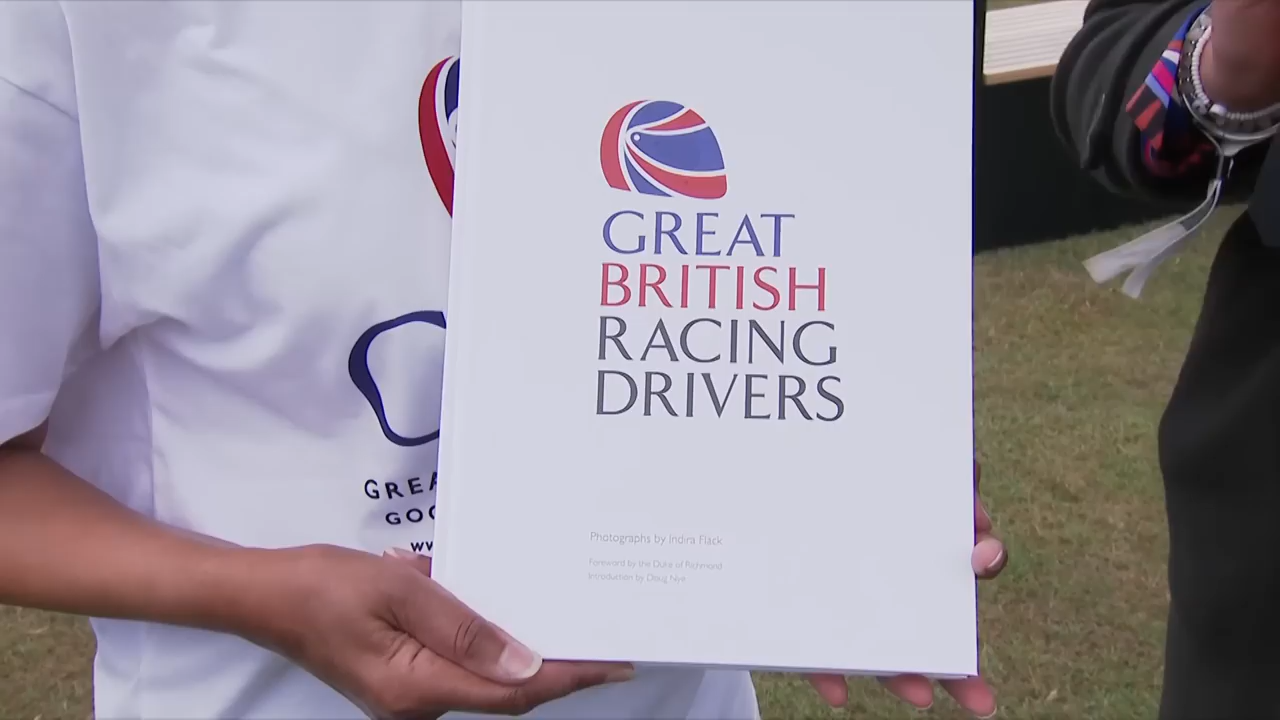 GREAT
BRITISH
RACING
DRIVERS
Photographs by Indira Flack
Foreword by the Duke of Richmond
Introduction by Doug Nye
GREA
GOO
ww